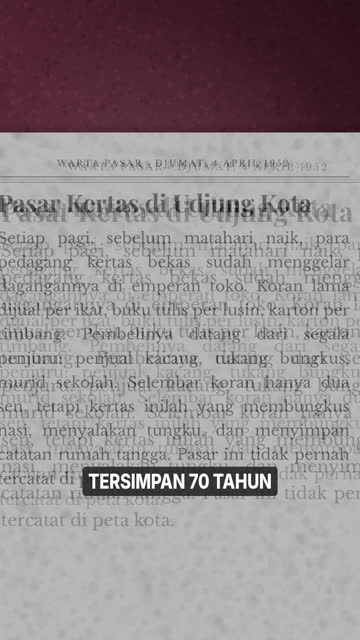 WARTA PASAR - DJUMAT, 4 APRIL 1952
Pasar Kertas di Udjung Kota
Setiap pagi, sebelum matahari naik, para
pedagang kertas bekas sudah menggelar
dagangannya di emperan toko. Koran lama
dijual per ikat, buku tulis per lusin, karton per
timbang. Pembelinya datang dari segala
penjuru: penjual kacang, tukang bungkus,
murid sekolah. Selembar koran hanya dua
sen, tetapi kertas inilah yang membungkus
nasi, menyalakan tungku, dan menyimpan
catatan rumah tangga. Pasar ini tidak pernah
tercatat di peta kota.
TERSIMPAN 70 TAHUN